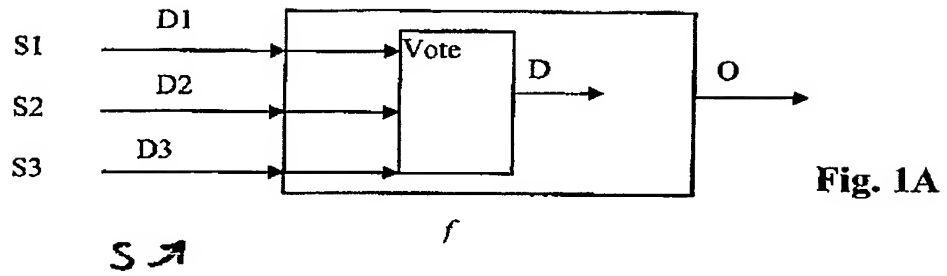 S1 D1
Vote
D O
S2 D2
S3 D3
Fig. 1A
f
S